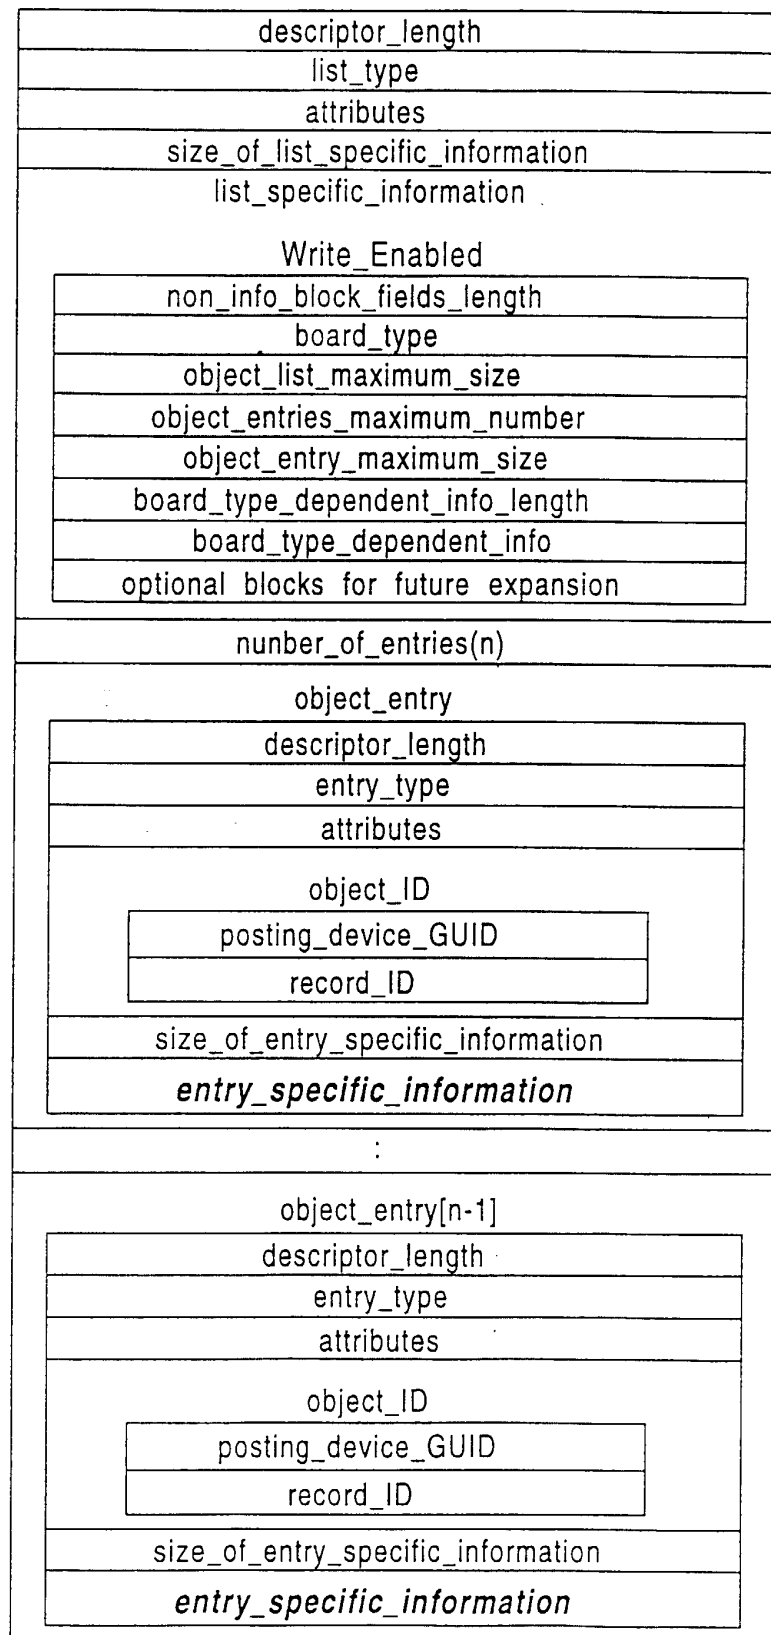 descriptor_length
list_type
attributes
size_of_list_specific_information
list_specific_information
Write_Enabled
non_info_block_fields_length
board_type
object_list_maximum_size
object_entries_maximum_number
object_entry_maximum_size
board_type_dependent_info_length
board_type_dependent_info
optional blocks for future expansion
nunber_of_entries(n)
object_entry
descriptor_length
entry_type
attributes
object_ID
posting_device_GUID
record_ID
size_of_entry_specific_information
entry_specific_information
:
object_entry[n-1]
descriptor_length
entry_type
attributes
object_ID
posting_device_GUID
record_ID
size_of_entry_specific_information
entry_specific_information